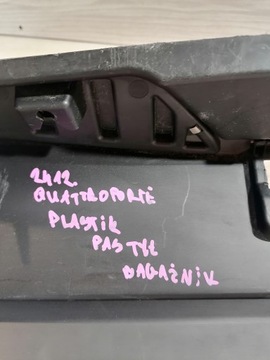 2412
QUATTROPORTE
PLASTIK
PAS TYŁ
BAGAŻNIK